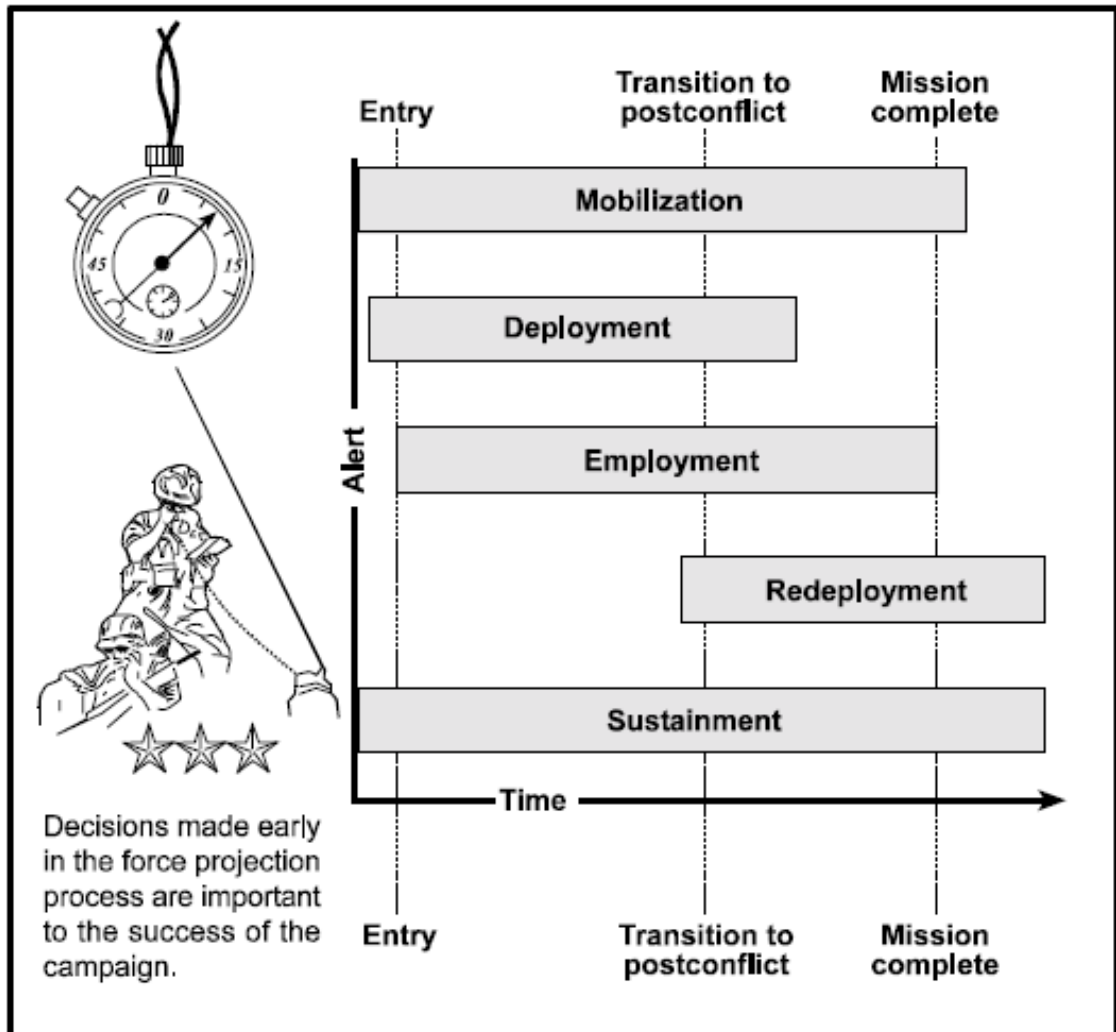 Entry
Transition to
postconflict
Mission
complete
0
45
15
30
Mobilization
Deployment
Alert
Employment
Redeployment
Sustainment
Time
Decisions made early
in the force projection
process are important
to the success of the
campaign.
Entry
Transition to
postconflict
Mission
complete